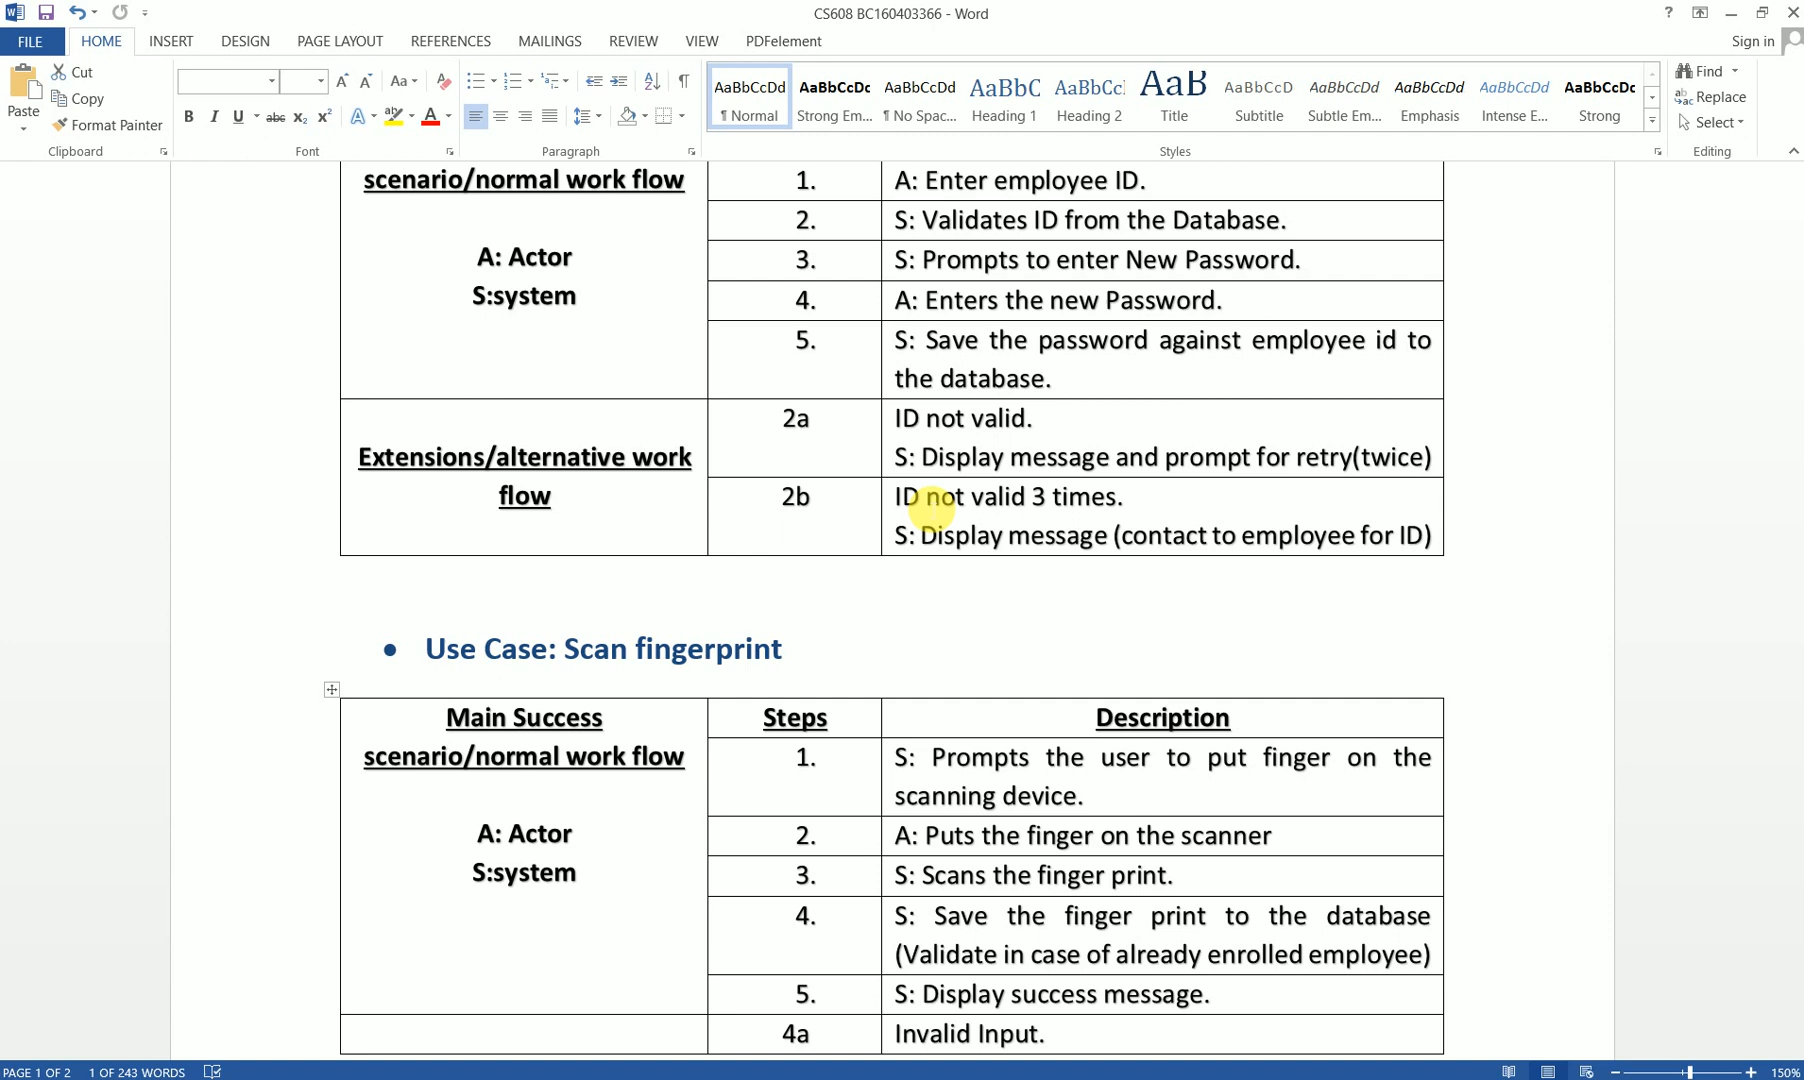 CS608 BC160403366 - Word
?
FILE
HOME
INSERT
DESIGN
PAGE LAYOUT
REFERENCES
MAILINGS
REVIEW
VIEW
PDFelement
Sign in
Paste
Cut
Copy
Format Painter
Clipboard
Font
Paragraph
AaBbCcDd
¶ Normal
AaBbCcDc
Strong Em...
AaBbCcDd
¶ No Spac...
AaBbC
Heading 1
AaBbCc
Heading 2
AaB
Title
AaBbCcD
Subtitle
AaBbCcDd
Subtle Em...
AaBbCcDd
Emphasis
AaBbCcDd
Intense E...
AaBbCcDc
Strong
Styles
Find
Replace
Select
Editing
scenario/normal work flow
A: Actor
S:system
1. A: Enter employee ID.
2. S: Validates ID from the Database.
3. S: Prompts to enter New Password.
4. A: Enters the new Password.
5. S: Save the password against employee id to
the database.
Extensions/alternative work
flow
2a ID not valid.
S: Display message and prompt for retry(twice)
2b ID not valid 3 times.
S: Display message (contact to employee for ID)
• Use Case: Scan fingerprint
Main Success
scenario/normal work flow
A: Actor
S:system
Steps Description
1. S: Prompts the user to put finger on the
scanning device.
2. A: Puts the finger on the scanner
3. S: Scans the finger print.
4. S: Save the finger print to the database
(Validate in case of already enrolled employee)
5. S: Display success message.
4a Invalid Input.
PAGE 1 OF 2
1 OF 243 WORDS
150%